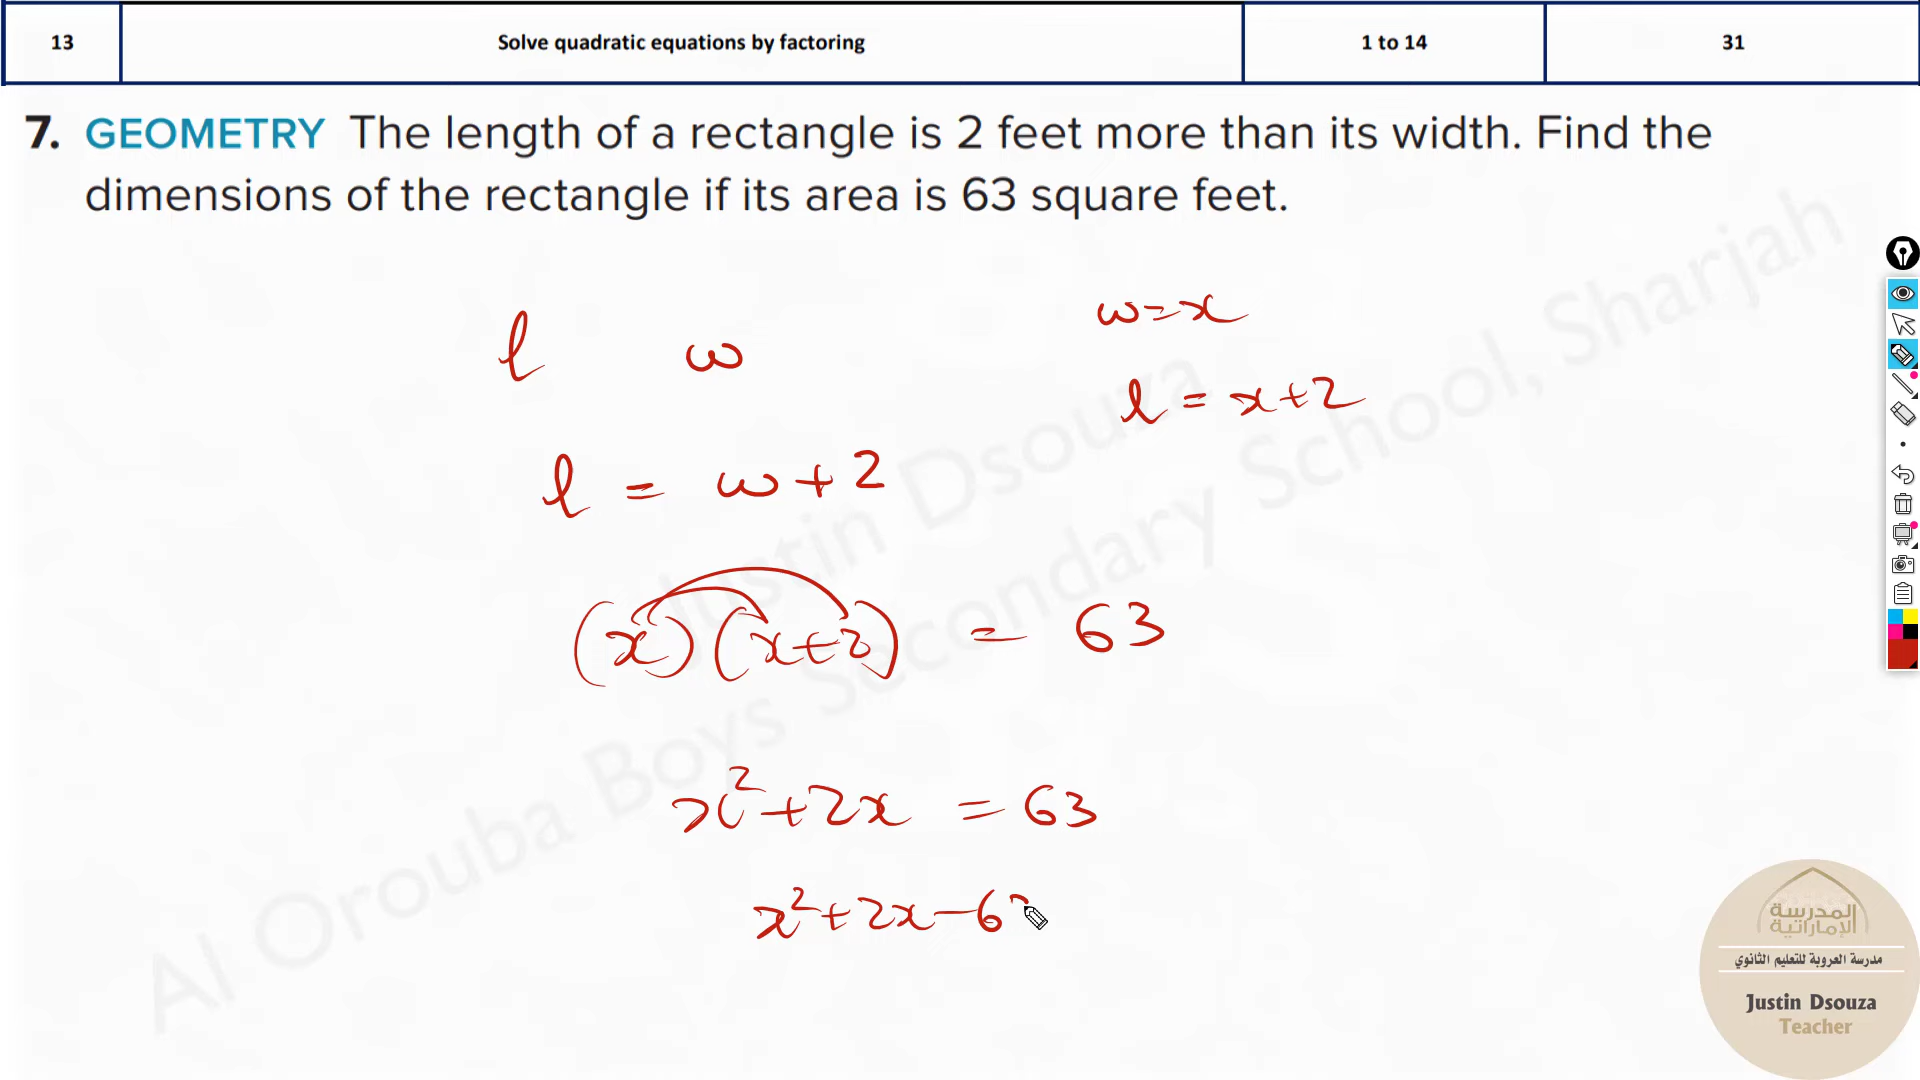 13 Solve quadratic equations by factoring 1 to 14 31
7. GEOMETRY The length of a rectangle is 2 feet more than its width. Find the
dimensions of the rectangle if its area is 63 square feet.
l w
w=x
l = x+2
l = w+2
(x)(x+2) = 63
x²+2x = 63
x²+2x-6
Justin Dsouza
Al Orouba Boys Secondary School, Sharjah
المدرسة
الإماراتية
مدرسة العروبة للتعليم الثانوي
Justin Dsouza
Teacher